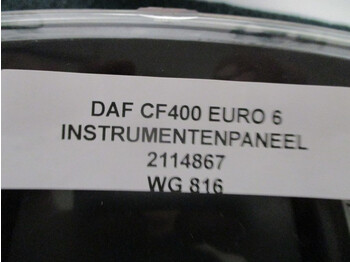 DAF CF400 EURO 6
INSTRUMENTENPANEEL
2114867
WG 816